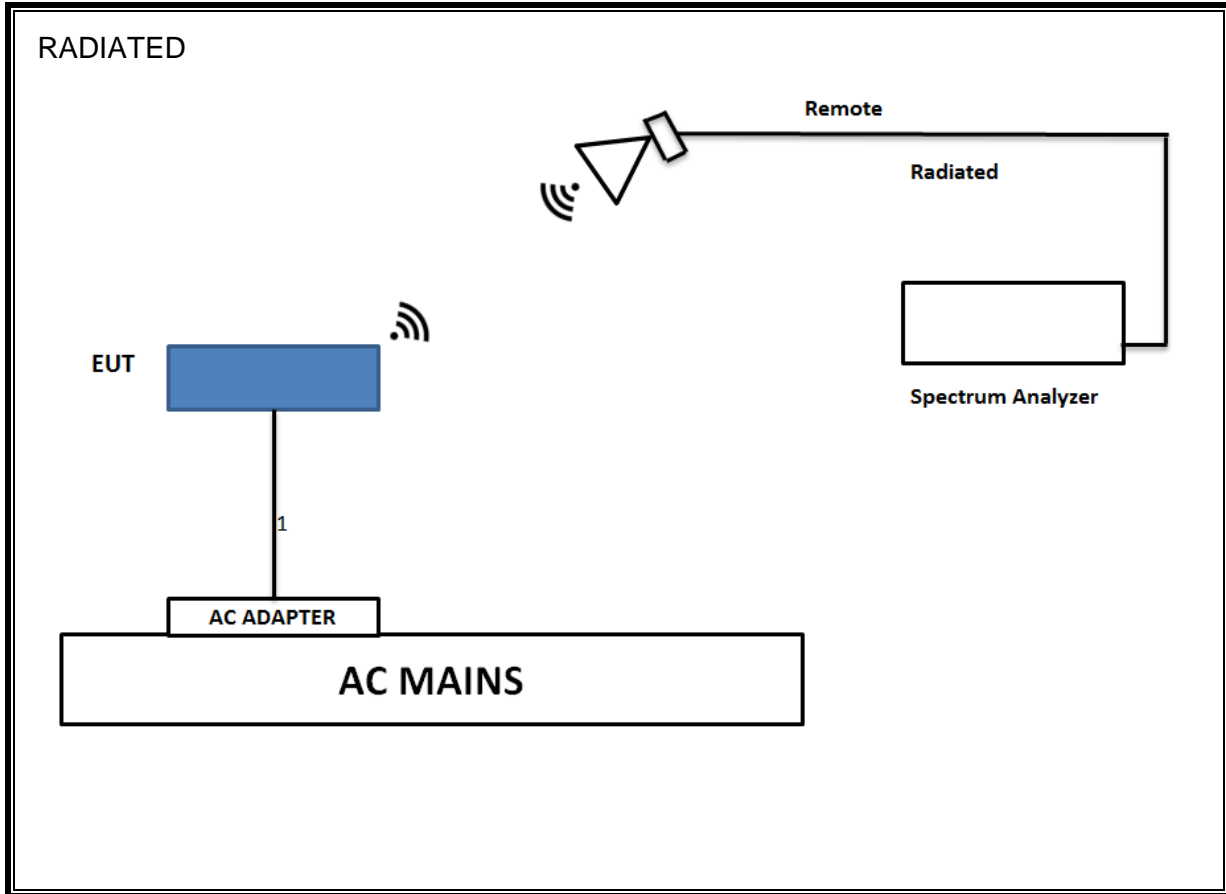 RADIATED
Remote
Radiated
EUT
Spectrum Analyzer
1
AC ADAPTER
AC MAINS